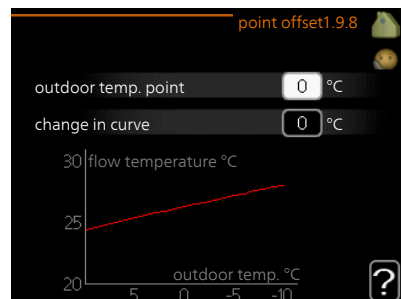 point offset1.9.8
outdoor temp. point 0 °C
change in curve 0 °C
30 flow temperature °C
25
outdoor temp. °C
20
5 0 -5 -10
?